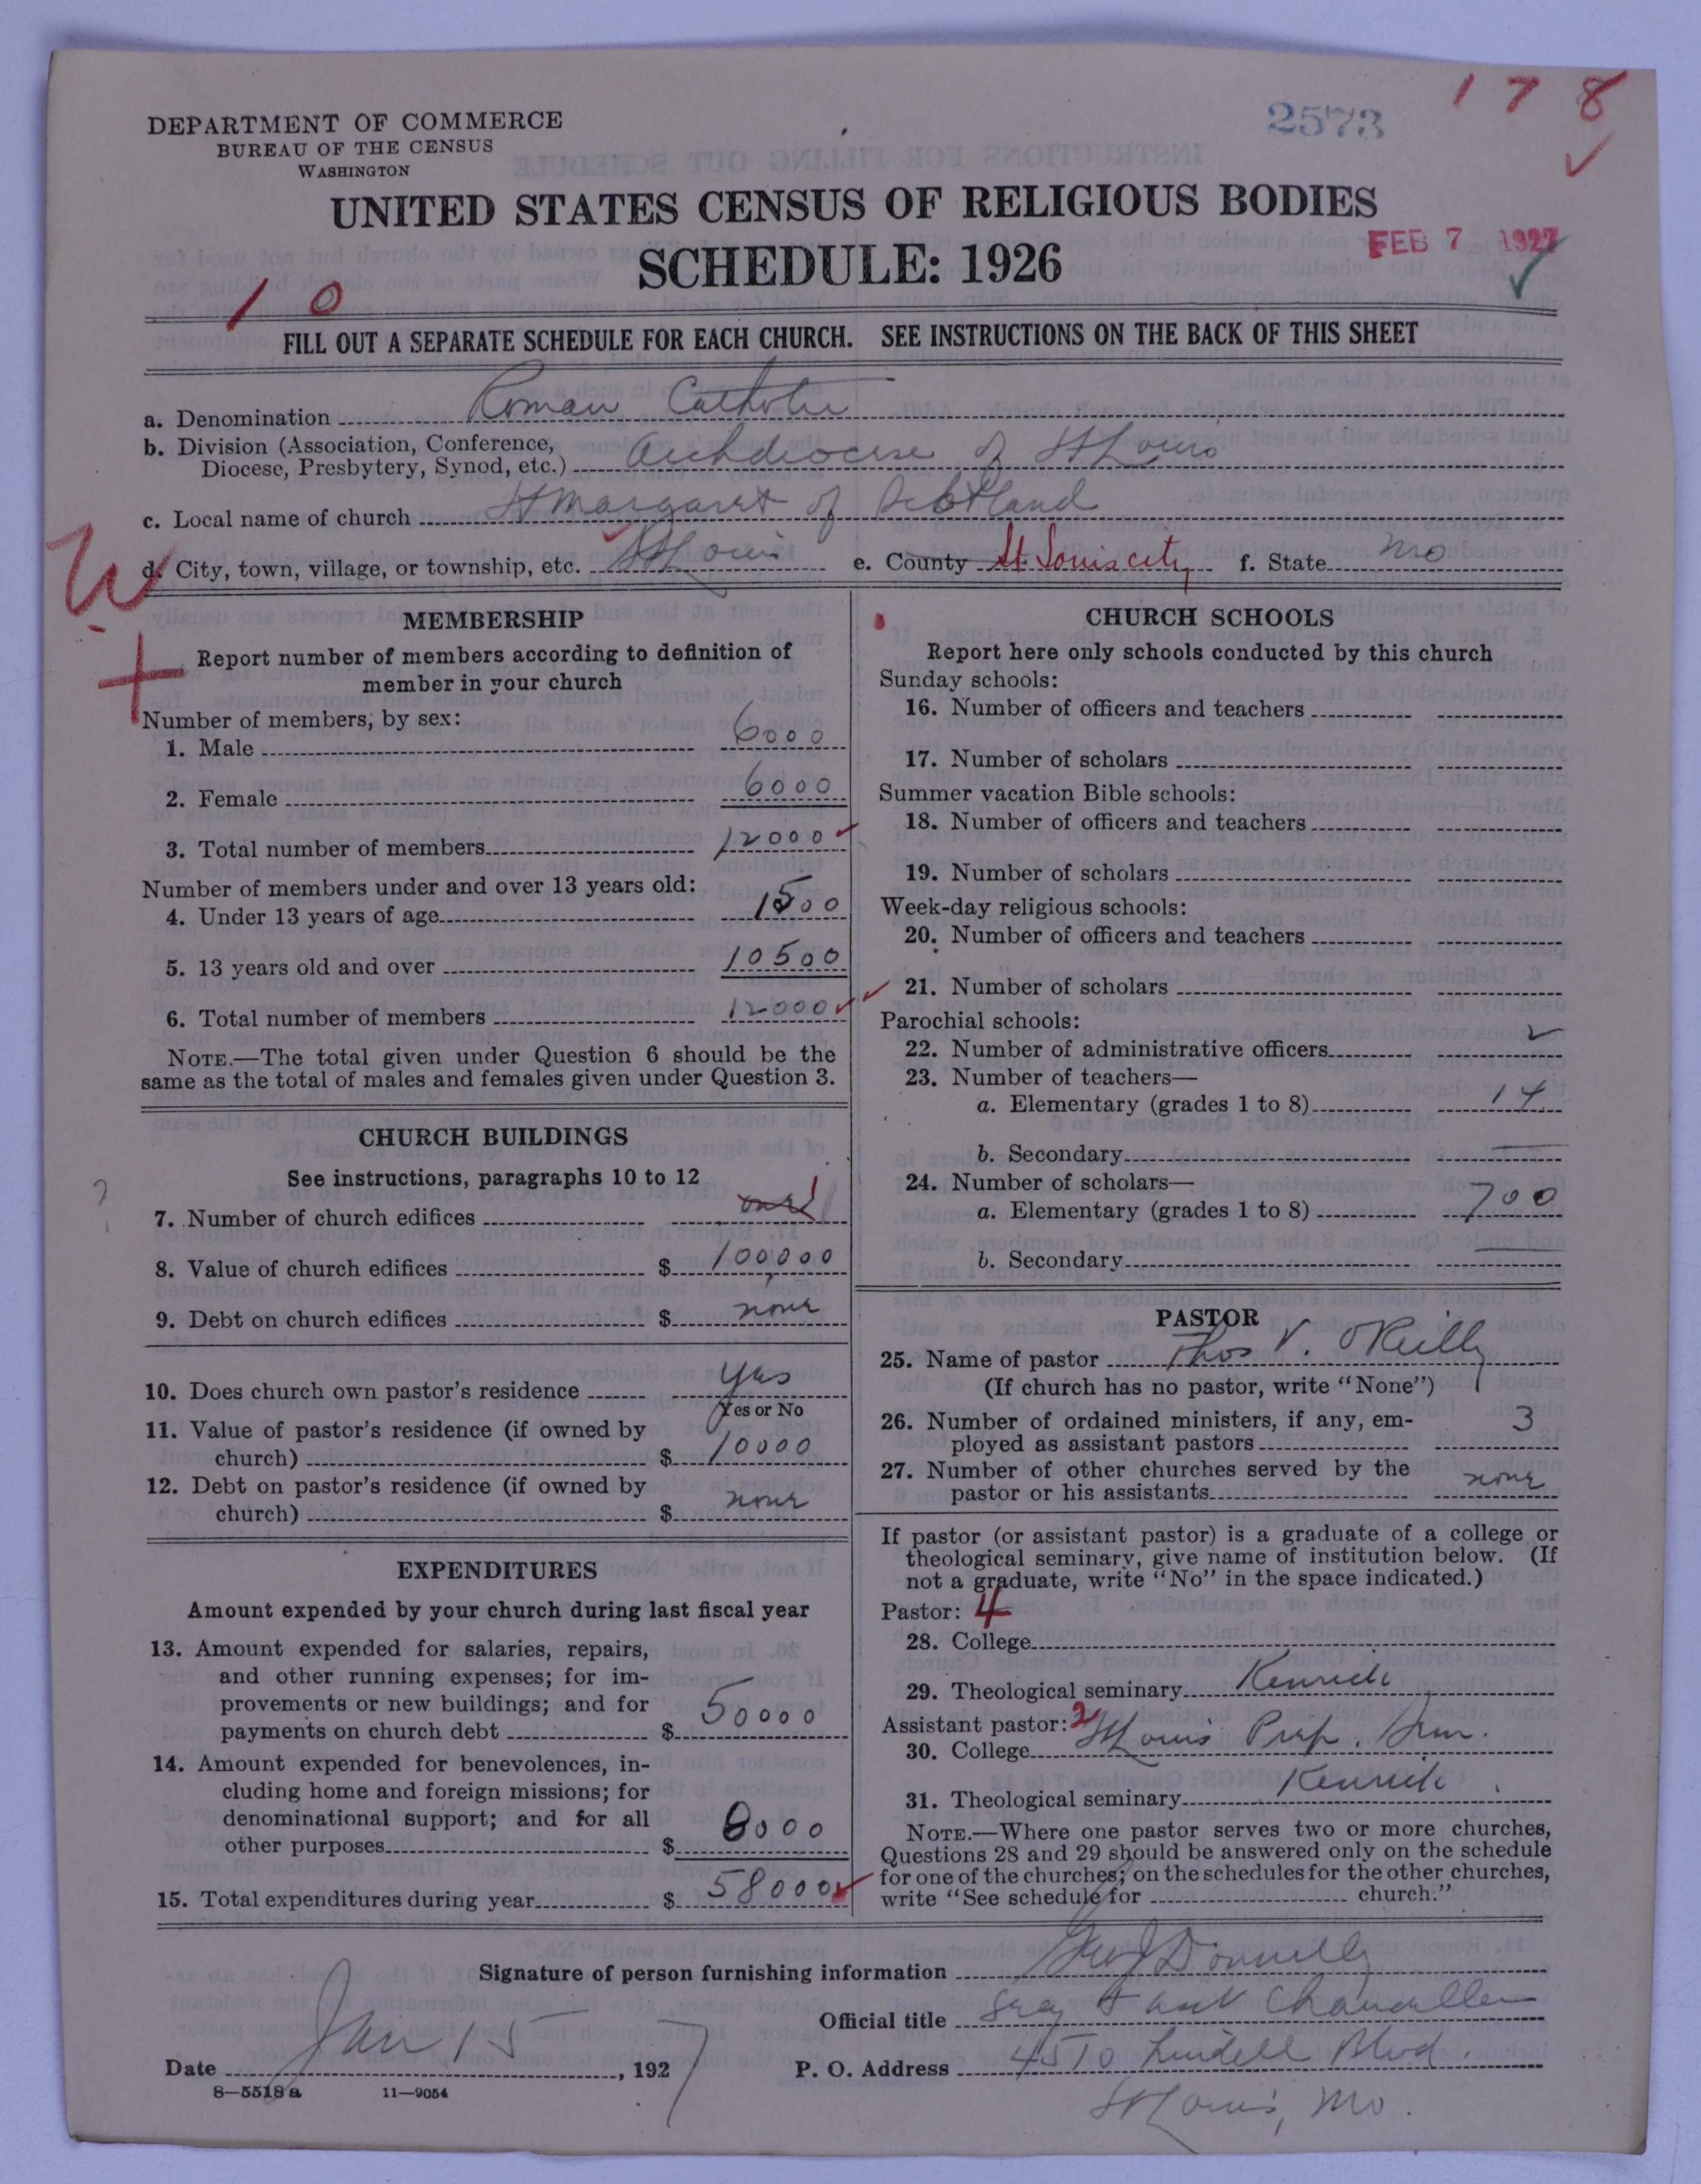 DEPARTMENT OF COMMERCE
BUREAU OF THE CENSUS
WASHINGTON
2573
1 7 8
UNITED STATES CENSUS OF RELIGIOUS BODIES
SCHEDULE: 1926
FEB 7 1927
1 0
FILL OUT A SEPARATE SCHEDULE FOR EACH CHURCH. SEE INSTRUCTIONS ON THE BACK OF THIS SHEET
a. Denomination Roman Catholic
b. Division (Association, Conference,
Diocese, Presbytery, Synod, etc.) Archdiocese of St Louis
c. Local name of church St Margaret of Scotland
W
d. City, town, village, or township, etc. St Louis e. County St. Louis city f. State Mo
MEMBERSHIP
Report number of members according to definition of
member in your church
Number of members, by sex:
1. Male 6000
2. Female 6000
3. Total number of members 12000
Number of members under and over 13 years old:
4. Under 13 years of age 1500
5. 13 years old and over 10500
6. Total number of members 12000
NOTE.—The total given under Question 6 should be the
same as the total of males and females given under Question 3.
CHURCH BUILDINGS
See instructions, paragraphs 10 to 12
?
7. Number of church edifices one 1
8. Value of church edifices $ 100,000
9. Debt on church edifices $ none
10. Does church own pastor's residence Yes
Yes or No
11. Value of pastor's residence (if owned by
church) $ 10000
12. Debt on pastor's residence (if owned by
church) $ none
EXPENDITURES
Amount expended by your church during last fiscal year
13. Amount expended for salaries, repairs,
and other running expenses; for im-
provements or new buildings; and for
payments on church debt $ 50000
14. Amount expended for benevolences, in-
cluding home and foreign missions; for
denominational support; and for all
other purposes $ 8000
15. Total expenditures during year $ 58000
CHURCH SCHOOLS
Report here only schools conducted by this church
Sunday schools:
16. Number of officers and teachers
17. Number of scholars
Summer vacation Bible schools:
18. Number of officers and teachers
19. Number of scholars
Week-day religious schools:
20. Number of officers and teachers
21. Number of scholars
Parochial schools:
22. Number of administrative officers 2
23. Number of teachers—
a. Elementary (grades 1 to 8) 14
b. Secondary —
24. Number of scholars—
a. Elementary (grades 1 to 8) 700
b. Secondary —
PASTOR
25. Name of pastor Thos V. O'Reilly
(If church has no pastor, write "None")
26. Number of ordained ministers, if any, em-
ployed as assistant pastors 3
27. Number of other churches served by the
pastor or his assistants none
If pastor (or assistant pastor) is a graduate of a college or
theological seminary, give name of institution below. (If
not a graduate, write "No" in the space indicated.)
Pastor: 4
28. College
29. Theological seminary Kenrick
Assistant pastor: 2
30. College St Louis Prep. Sem.
31. Theological seminary Kenrick
NOTE.—Where one pastor serves two or more churches,
Questions 28 and 29 should be answered only on the schedule
for one of the churches; on the schedules for the other churches,
write "See schedule for church."
Signature of person furnishing information Geo J Donnelly
Official title Chancellor
Date Jan 15, 1927 P. O. Address 4510 Lindell Blvd.
8—5518a 11—9054
St Louis, Mo.